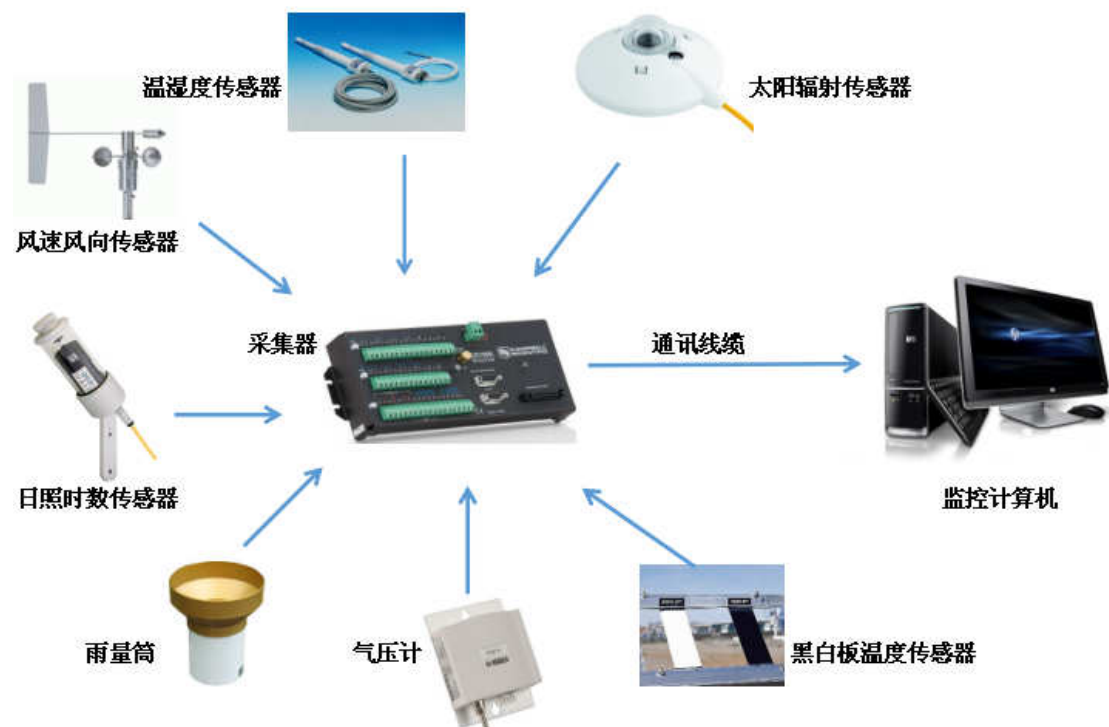 温湿度传感器
太阳辐射传感器
风速风向传感器
采集器
通讯线缆
日照时数传感器
监控计算机
雨量筒
气压计
黑白板温度传感器